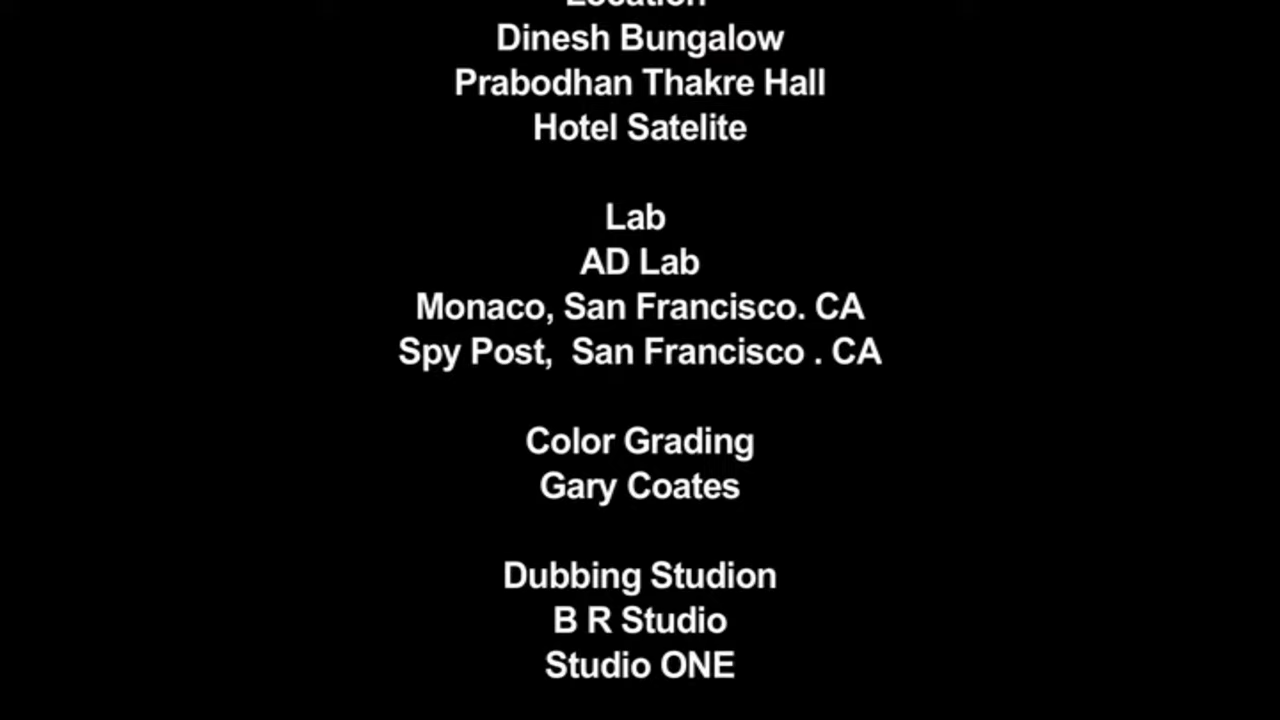 Location
Dinesh Bungalow
Prabodhan Thakre Hall
Hotel Satelite
Lab
AD Lab
Monaco, San Francisco. CA
Spy Post,  San Francisco . CA
Color Grading
Gary Coates
Dubbing Studion
B R Studio
Studio ONE